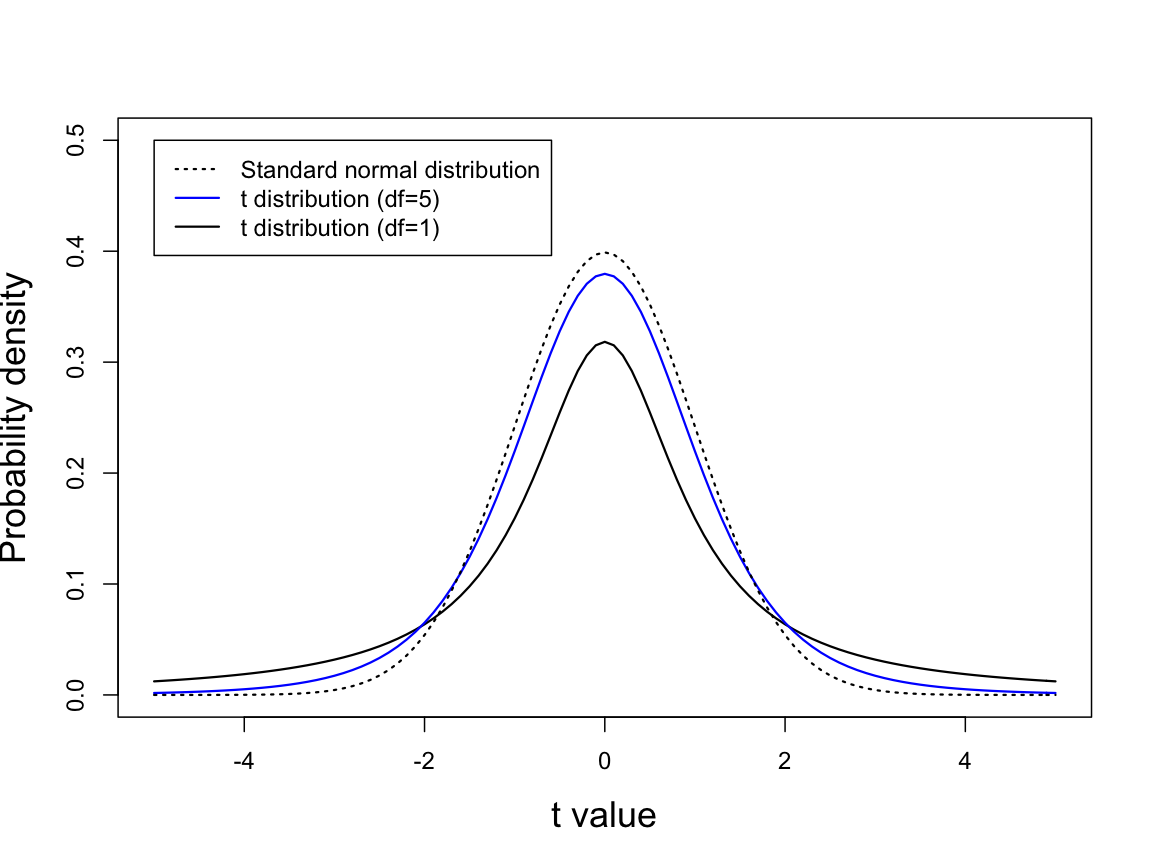 Standard normal distribution
t distribution (df=5)
t distribution (df=1)
Probability density
0.5
0.4
0.3
0.2
0.1
0.0
-4 -2 0 2 4
t value